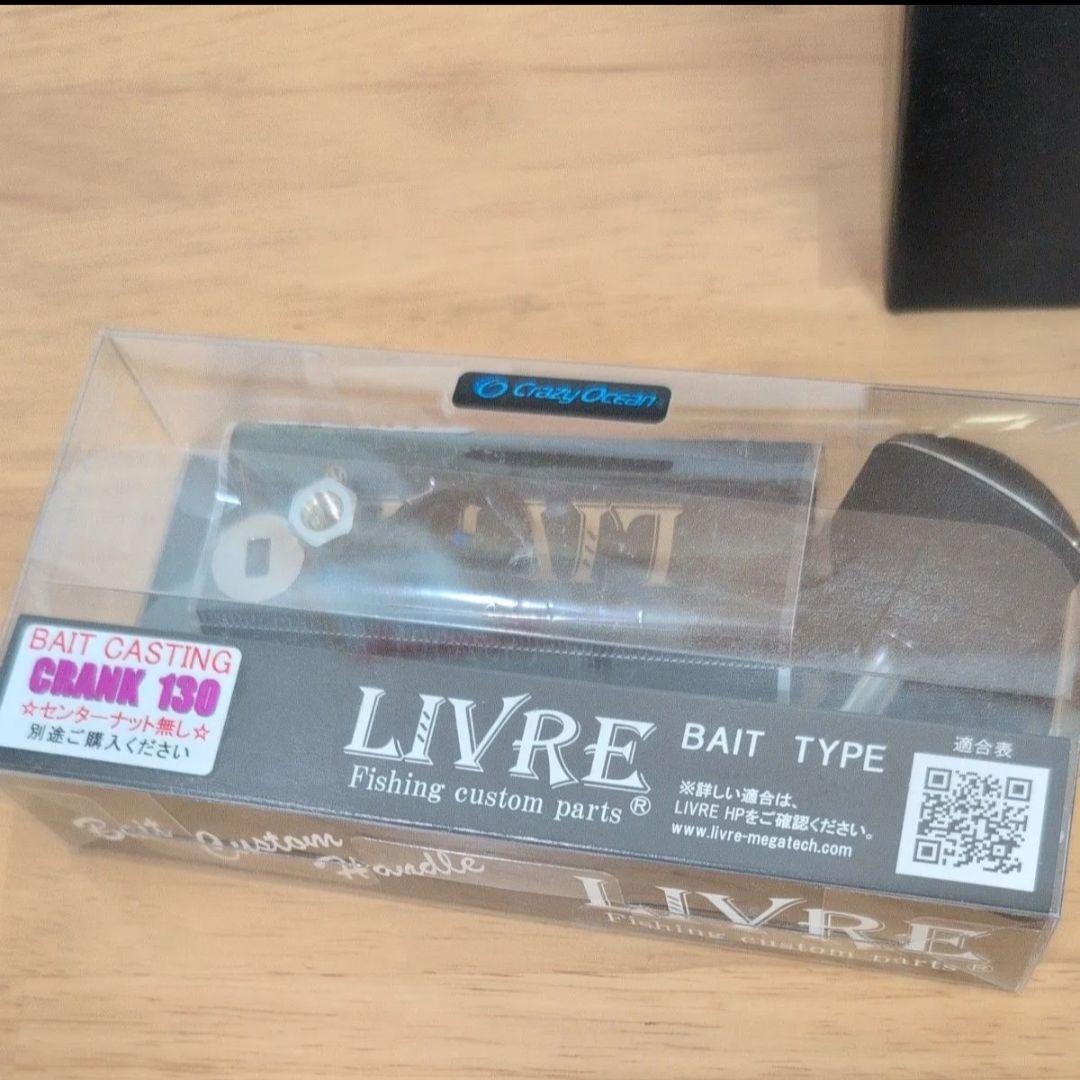 Crazy Ocean
BAIT CASTING
CRANK 130
☆センターナット無し☆
別途ご購入ください
LIVRE
Fishing custom parts®
BAIT TYPE
※詳しい適合は、
LIVRE HPをご確認ください。
www.livre-megatech.com
適合表
Bait Custom
Handle
LIVRE
Fishing custom parts®